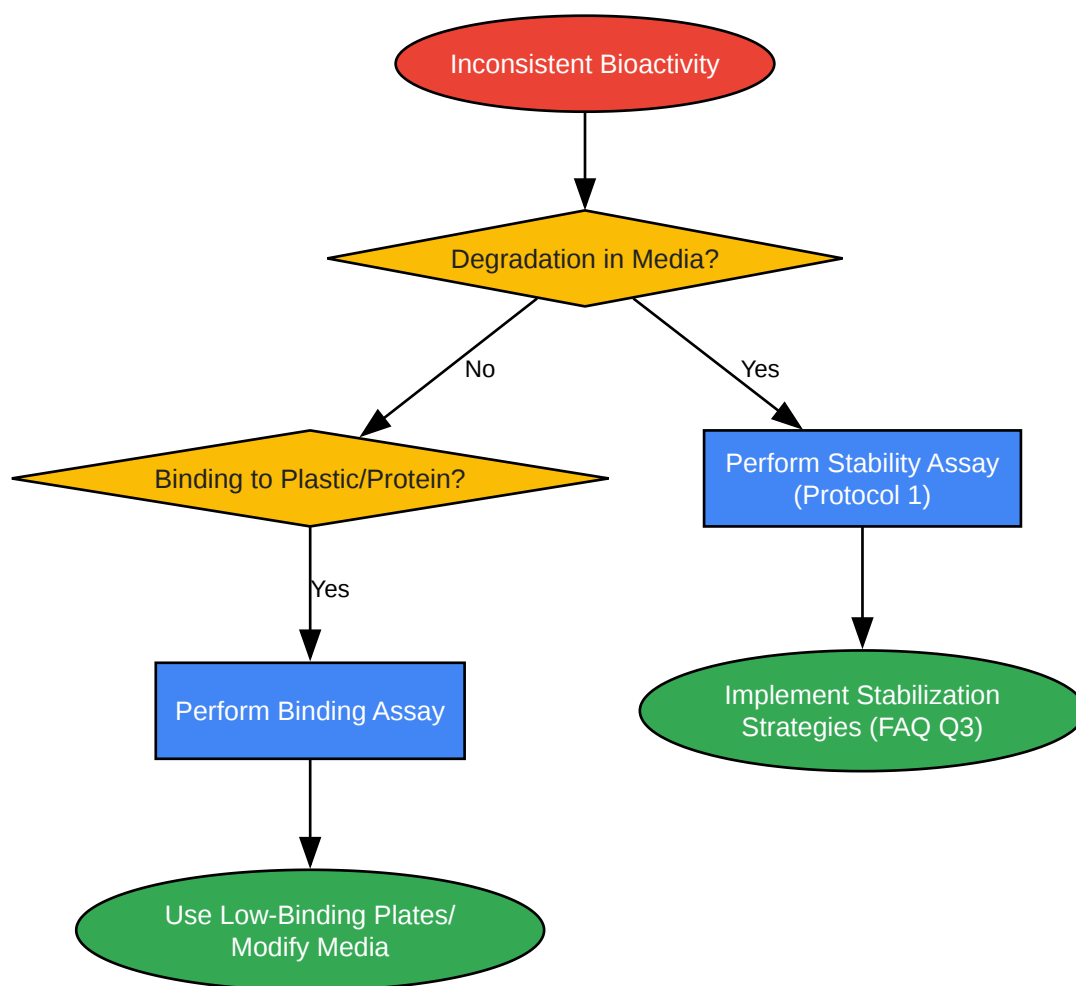 Inconsistent Bioactivity
Degradation in Media?
No
Yes
Binding to Plastic/Protein?
Perform Stability Assay
(Protocol 1)
Yes
Perform Binding Assay
Implement Stabilization
Strategies (FAQ Q3)
Use Low-Binding Plates/
Modify Media